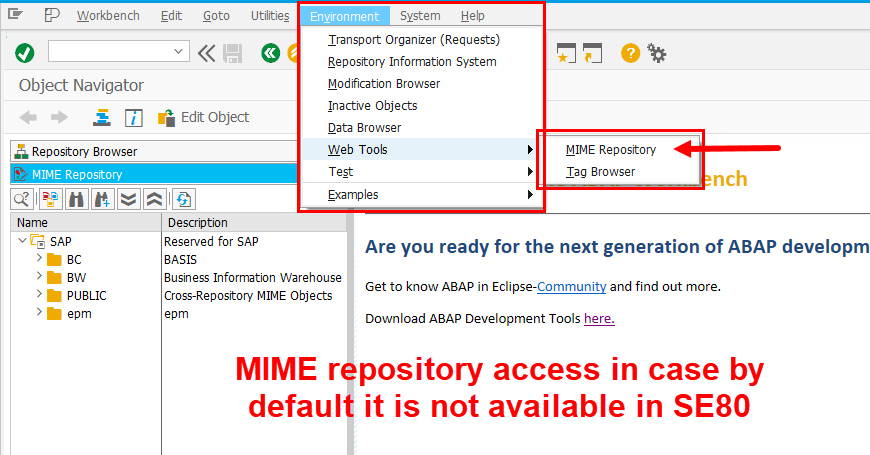 Workbench Edit Goto Utilities Environment System Help
Transport Organizer (Requests)
Repository Information System
Modification Browser
Inactive Objects
Data Browser
Web Tools
Test
Examples
MIME Repository
Tag Browser
Object Navigator
Edit Object
Repository Browser
MIME Repository
Name Description
SAP Reserved for SAP
BC BASIS
BW Business Information Warehouse
PUBLIC Cross-Repository MIME Objects
epm epm
ench
Are you ready for the next generation of ABAP developm
Get to know ABAP in Eclipse-Community and find out more.
Download ABAP Development Tools here.
MIME repository access in case by
default it is not available in SE80